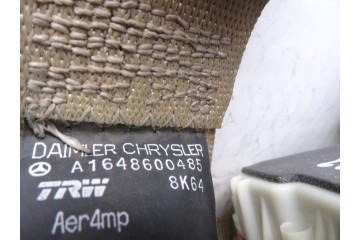 DAIMLER CHRYSLER
A1648600485
8K64
TRW
Aer4mp